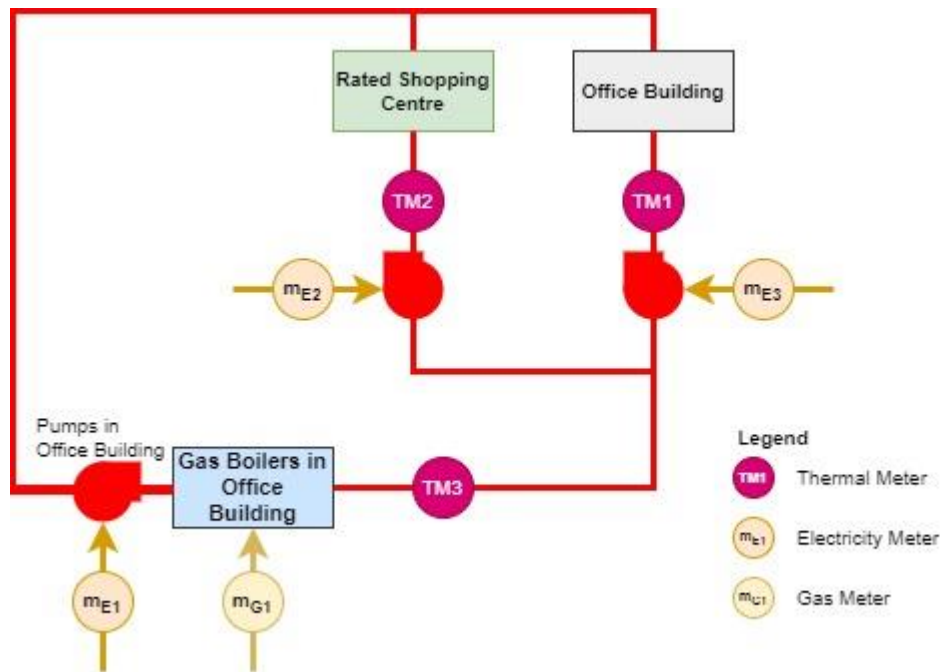 Rated Shopping
Centre
Office Building
TM2
TM1
mE2
mE3
Pumps in
Office Building
Gas Boilers in
Office
Building
TM3
mE1
mG1
Legend
TM1 Thermal Meter
mE1 Electricity Meter
mG1 Gas Meter